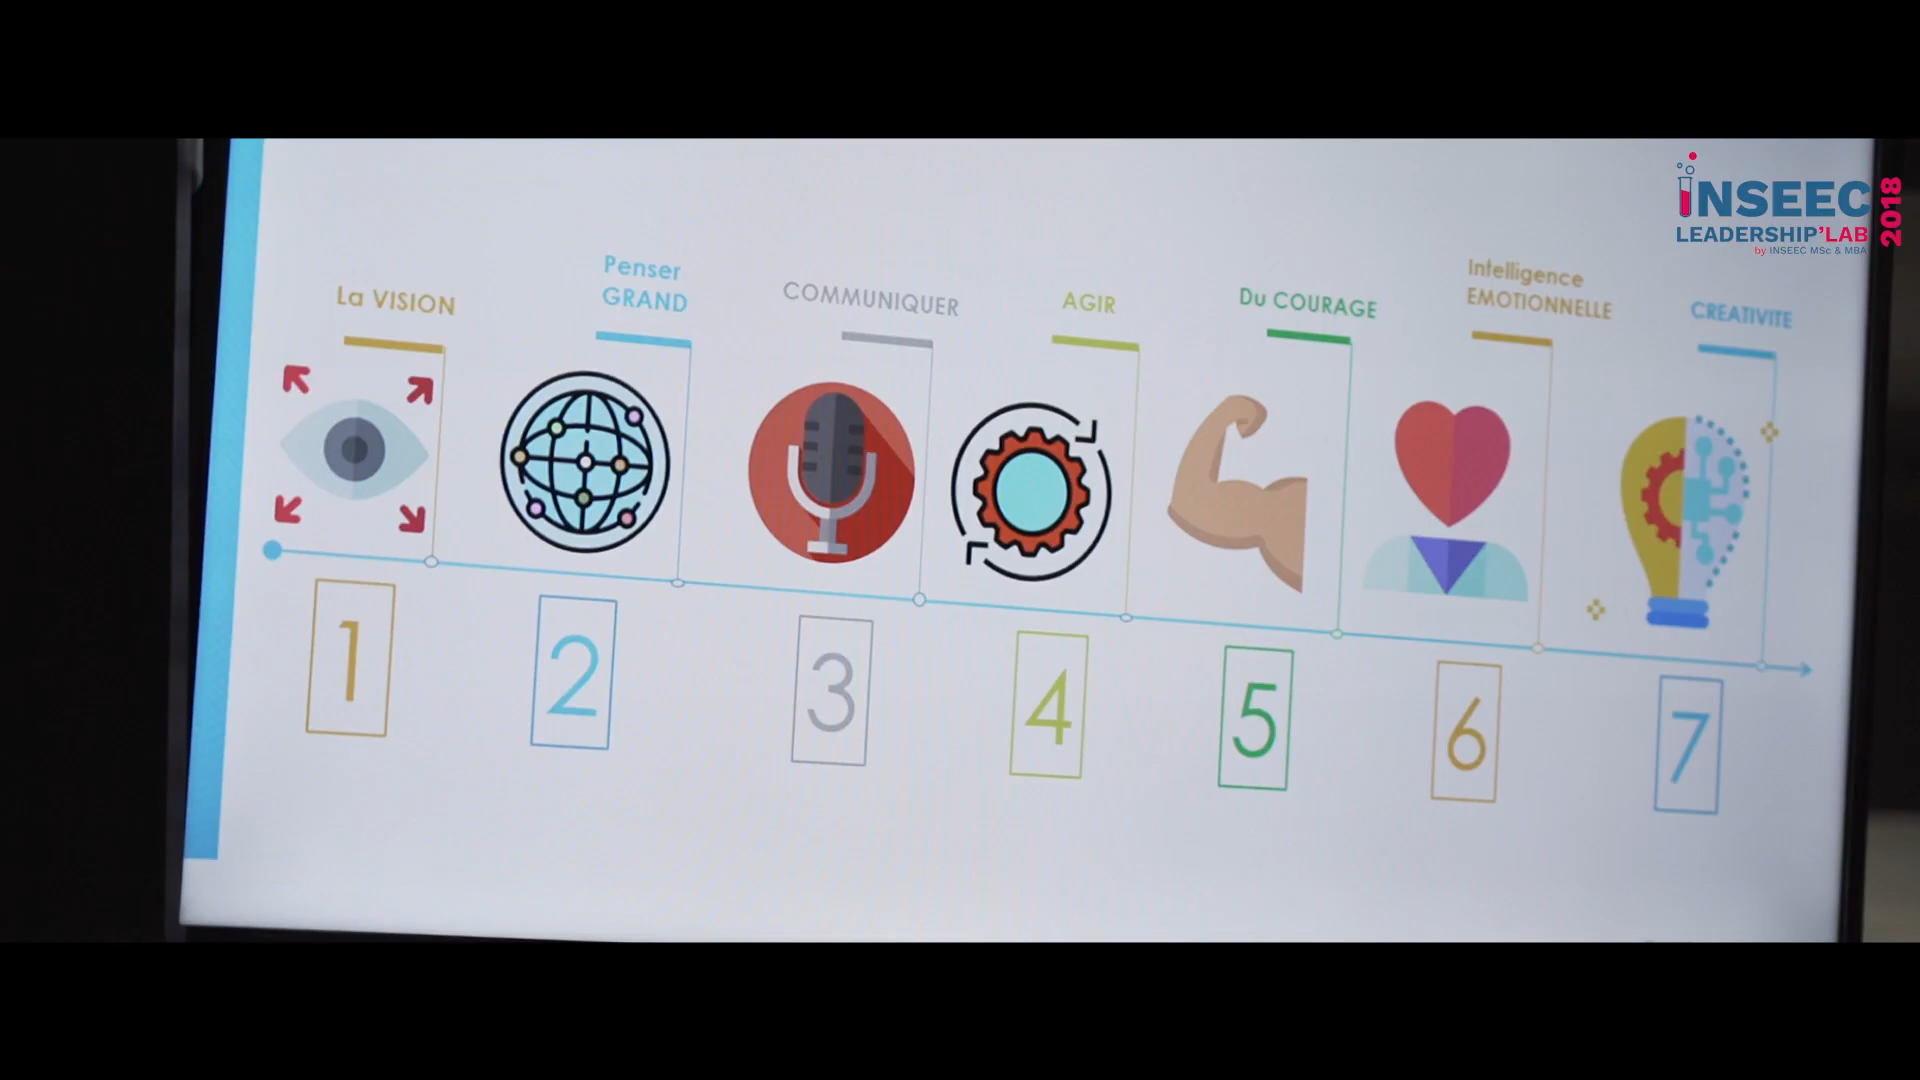 iNSEEC
2018
LEADERSHIP'LAB
by INSEEC MSc & MBA
La VISION
Penser
GRAND
COMMUNIQUER
AGIR
Du COURAGE
Intelligence
EMOTIONNELLE
CREATIVITE
1
2
3
4
5
6
7